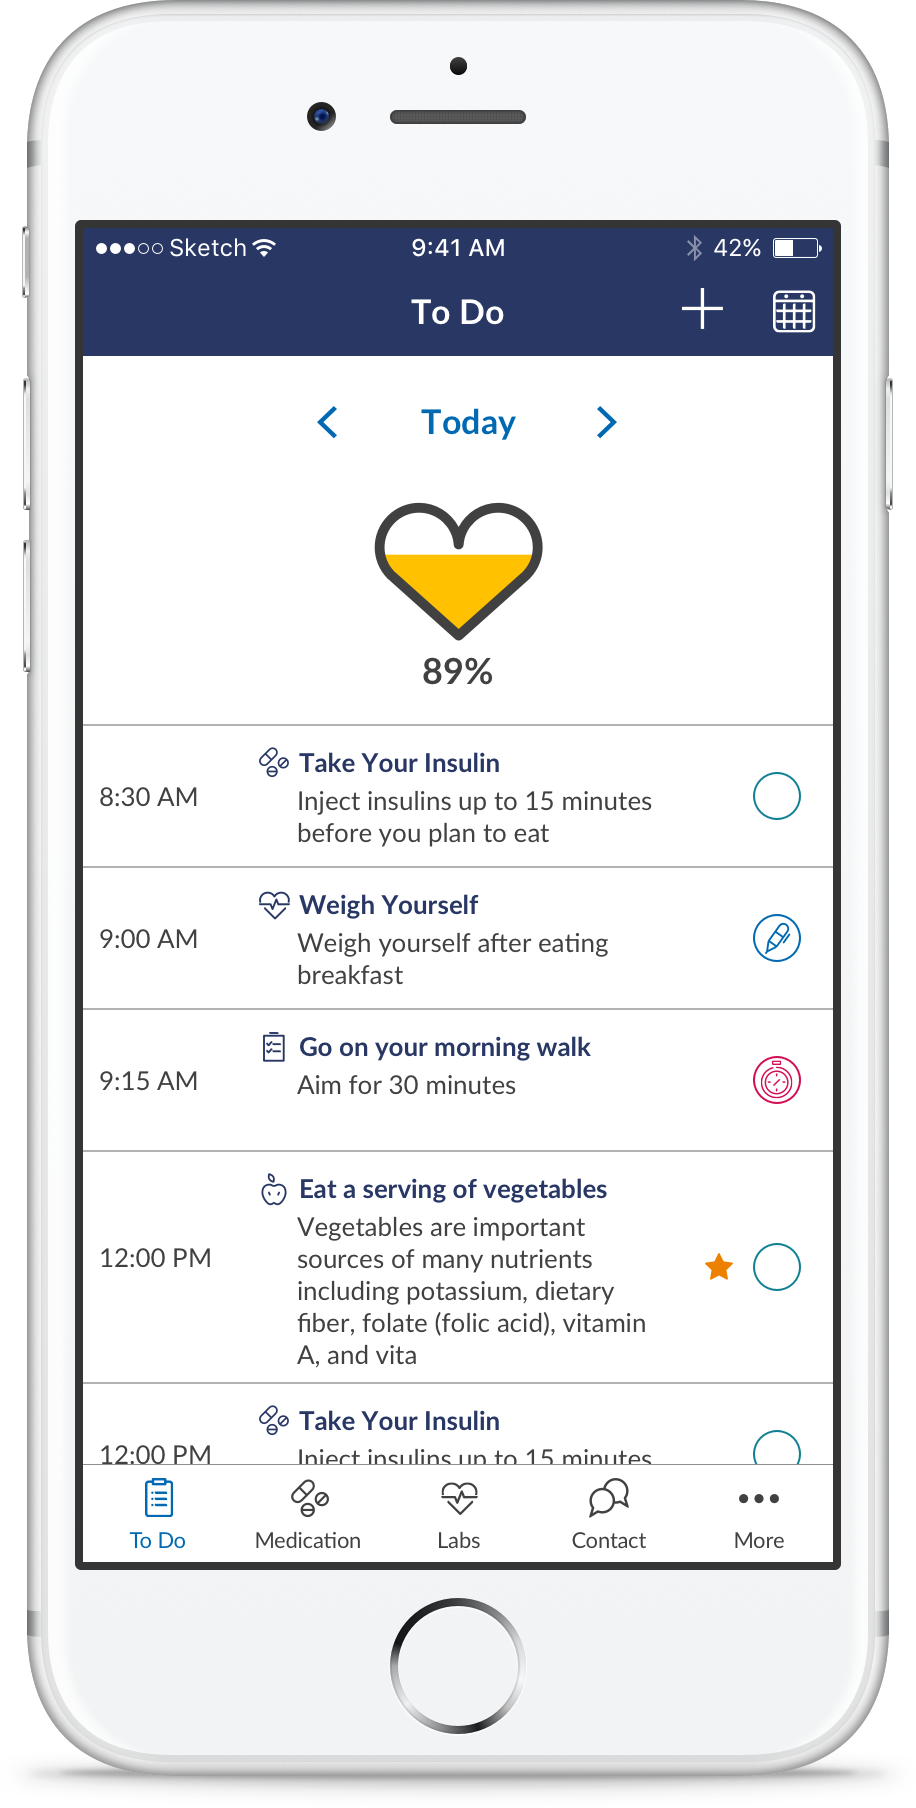 Sketch 9:41 AM 42%
To Do
Today
89%
Take Your Insulin
8:30 AM
Inject insulins up to 15 minutes
before you plan to eat
Weigh Yourself
9:00 AM
Weigh yourself after eating
breakfast
Go on your morning walk
9:15 AM
Aim for 30 minutes
Eat a serving of vegetables
12:00 PM
Vegetables are important
sources of many nutrients
including potassium, dietary
fiber, folate (folic acid), vitamin
A, and vita
Take Your Insulin
12:00 PM
Inject insulins up to 15 minutes
To Do Medication Labs Contact More